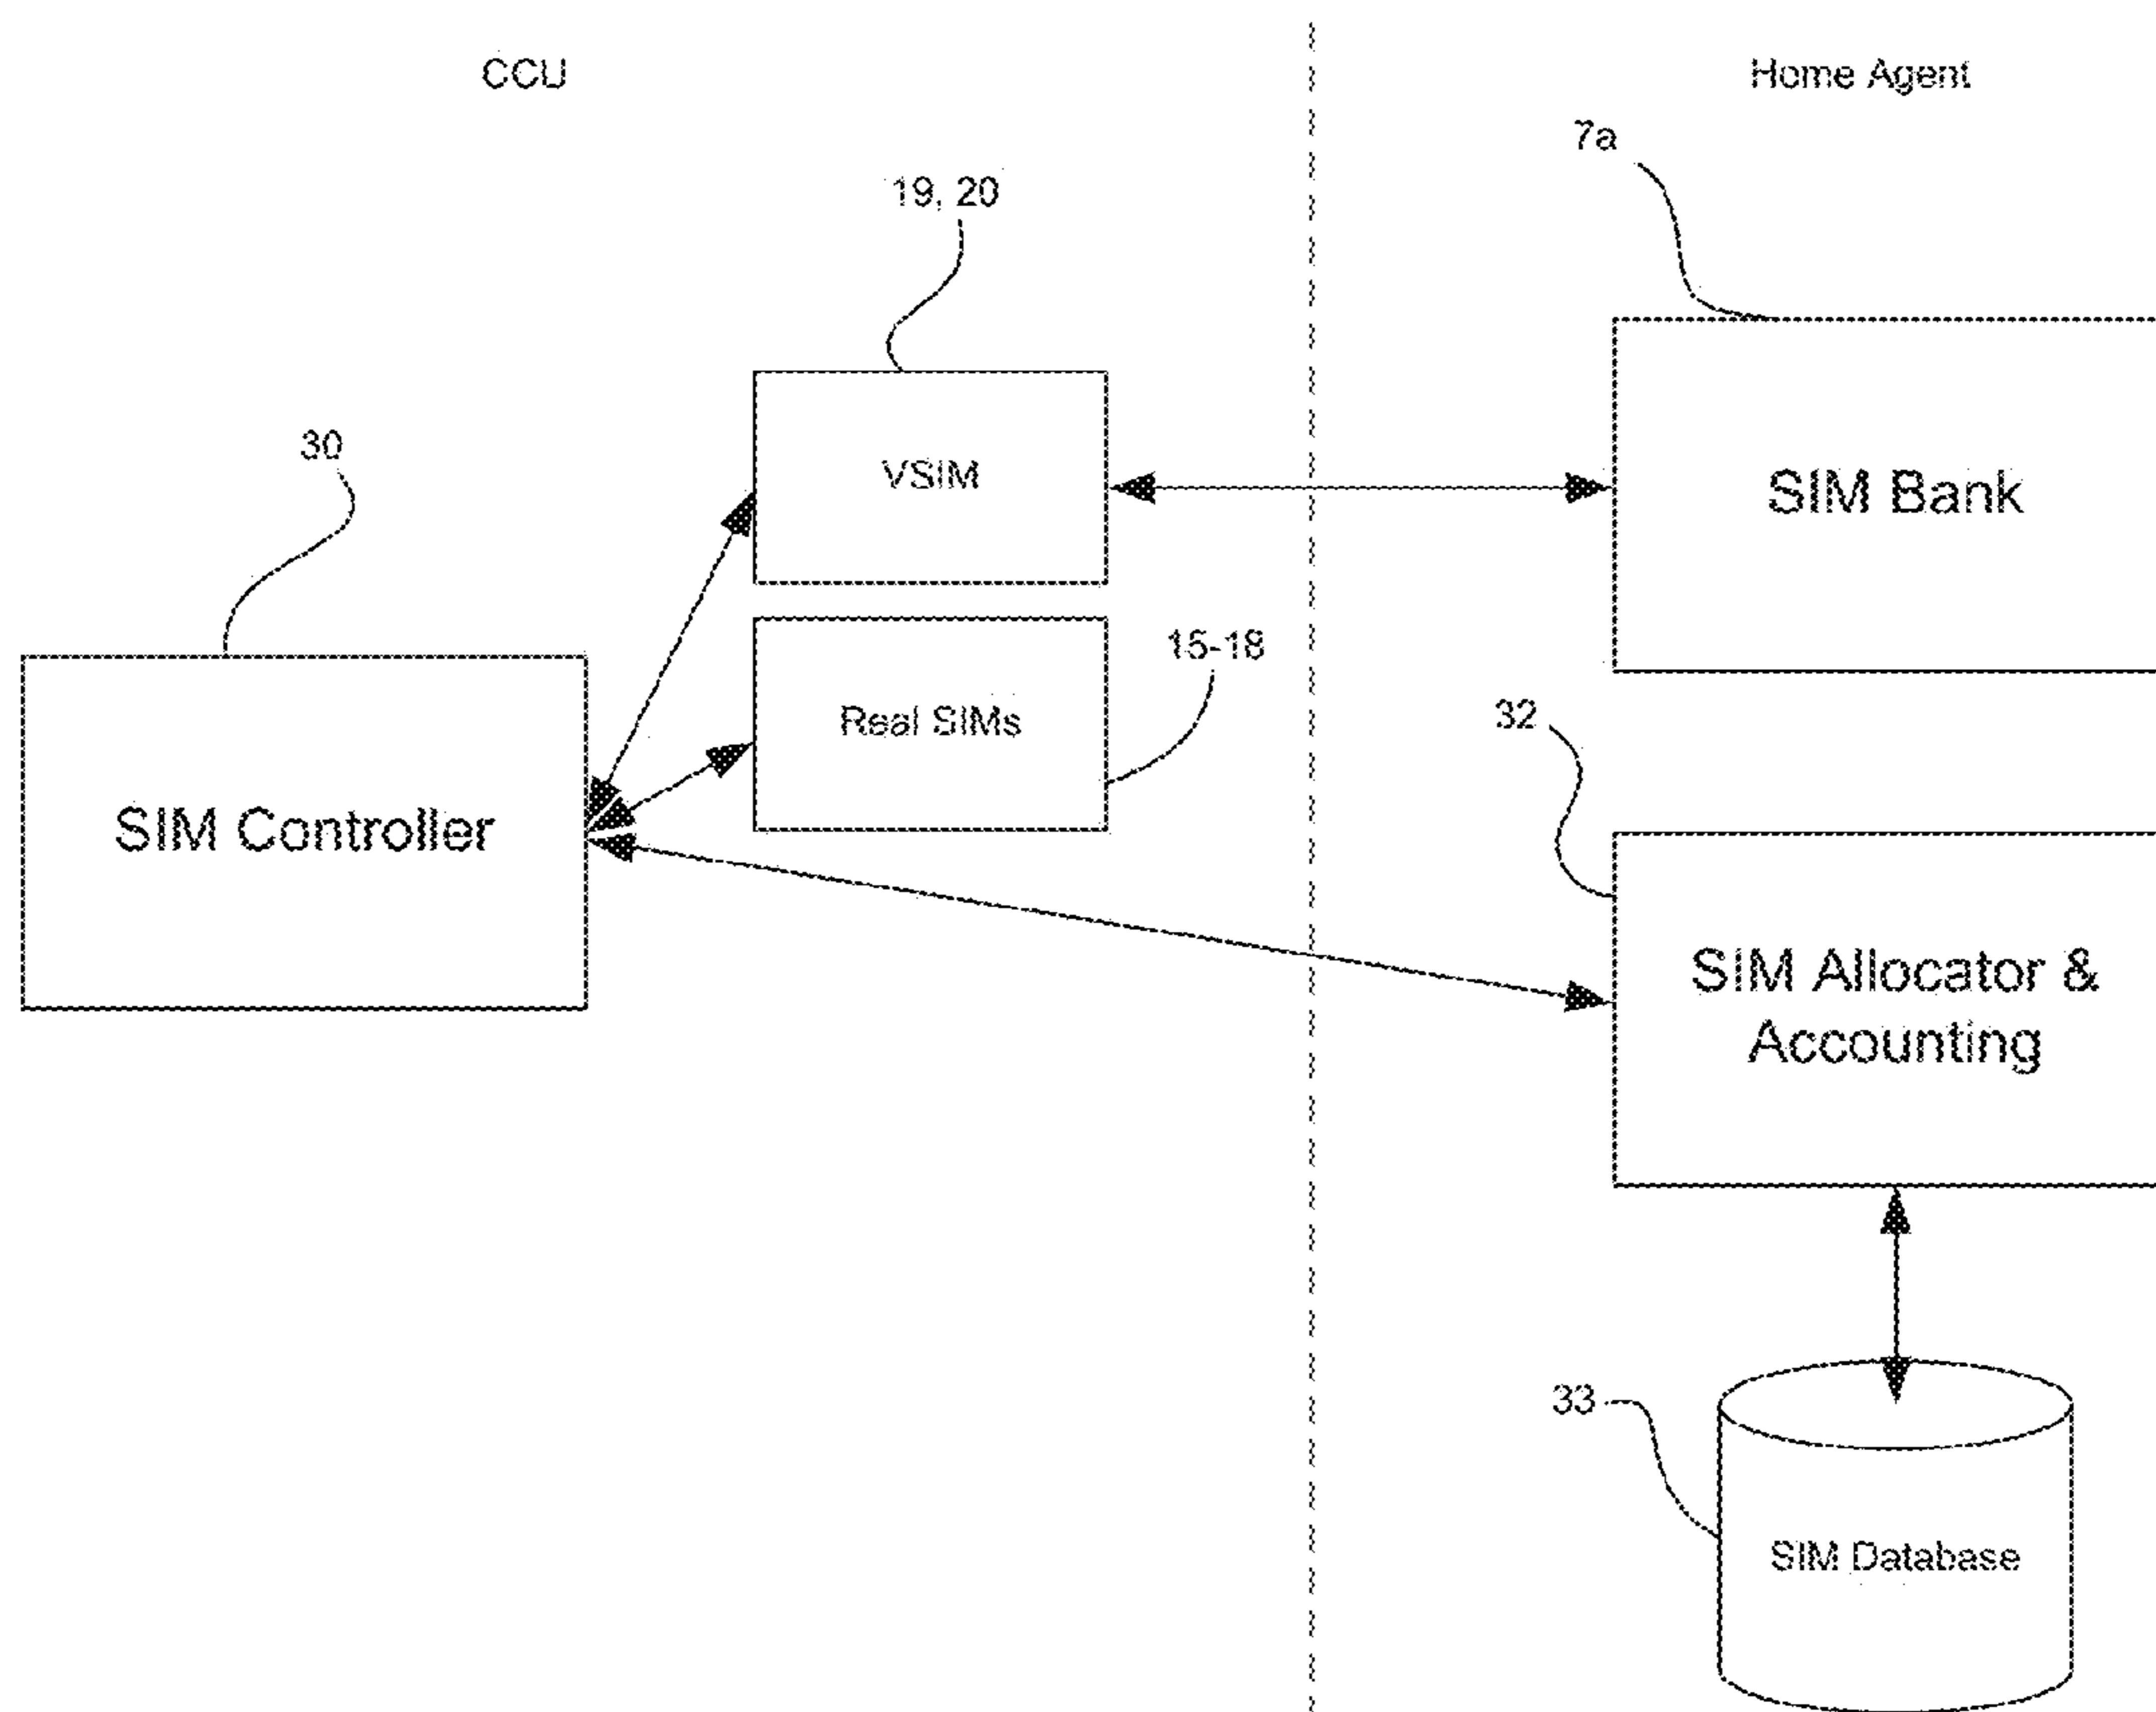 CCU
Home Agent
7a
19, 20
30
VSIM
SIM Bank
15-18
Real SIMs
32
SIM Controller
SIM Allocator &
Accounting
33
SIM Database